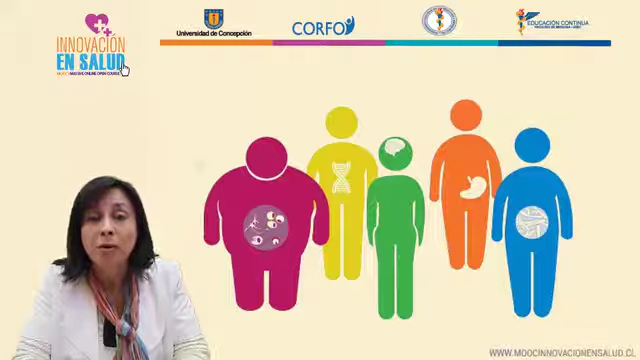 INNOVACIÓN
EN SALUD
Universidad de Concepción
CORFO
EDUCACIÓN CONTINUA
WWW.MOOCINNOVACIONENSALUD.CL